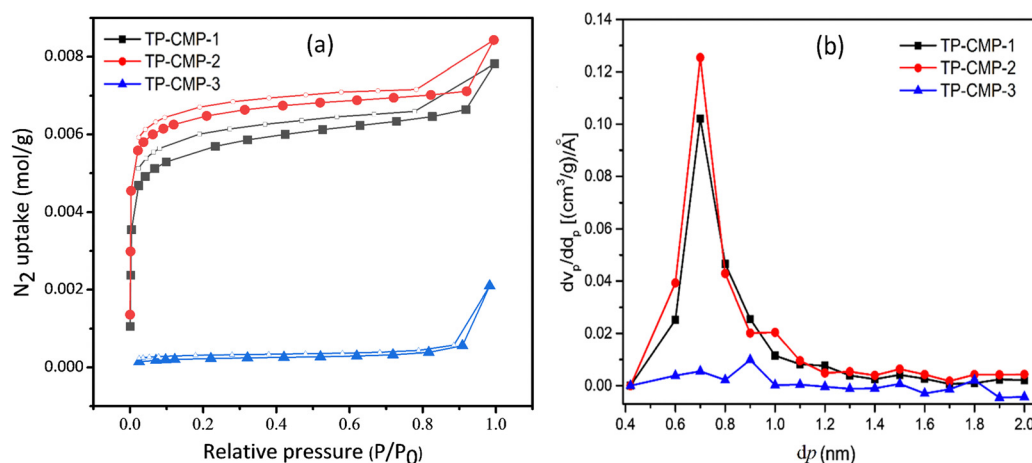 (a)
TP-CMP-1
TP-CMP-2
TP-CMP-3
N2 uptake (mol/g)
0.008
0.006
0.004
0.002
0.000
0.0 0.2 0.4 0.6 0.8 1.0
Relative pressure (P/P0)
(b)
TP-CMP-1
TP-CMP-2
TP-CMP-3
dvp/ddp [(cm³/g)/Å]
0.14
0.12
0.10
0.08
0.06
0.04
0.02
0.00
0.4 0.6 0.8 1.0 1.2 1.4 1.6 1.8 2.0
dp (nm)